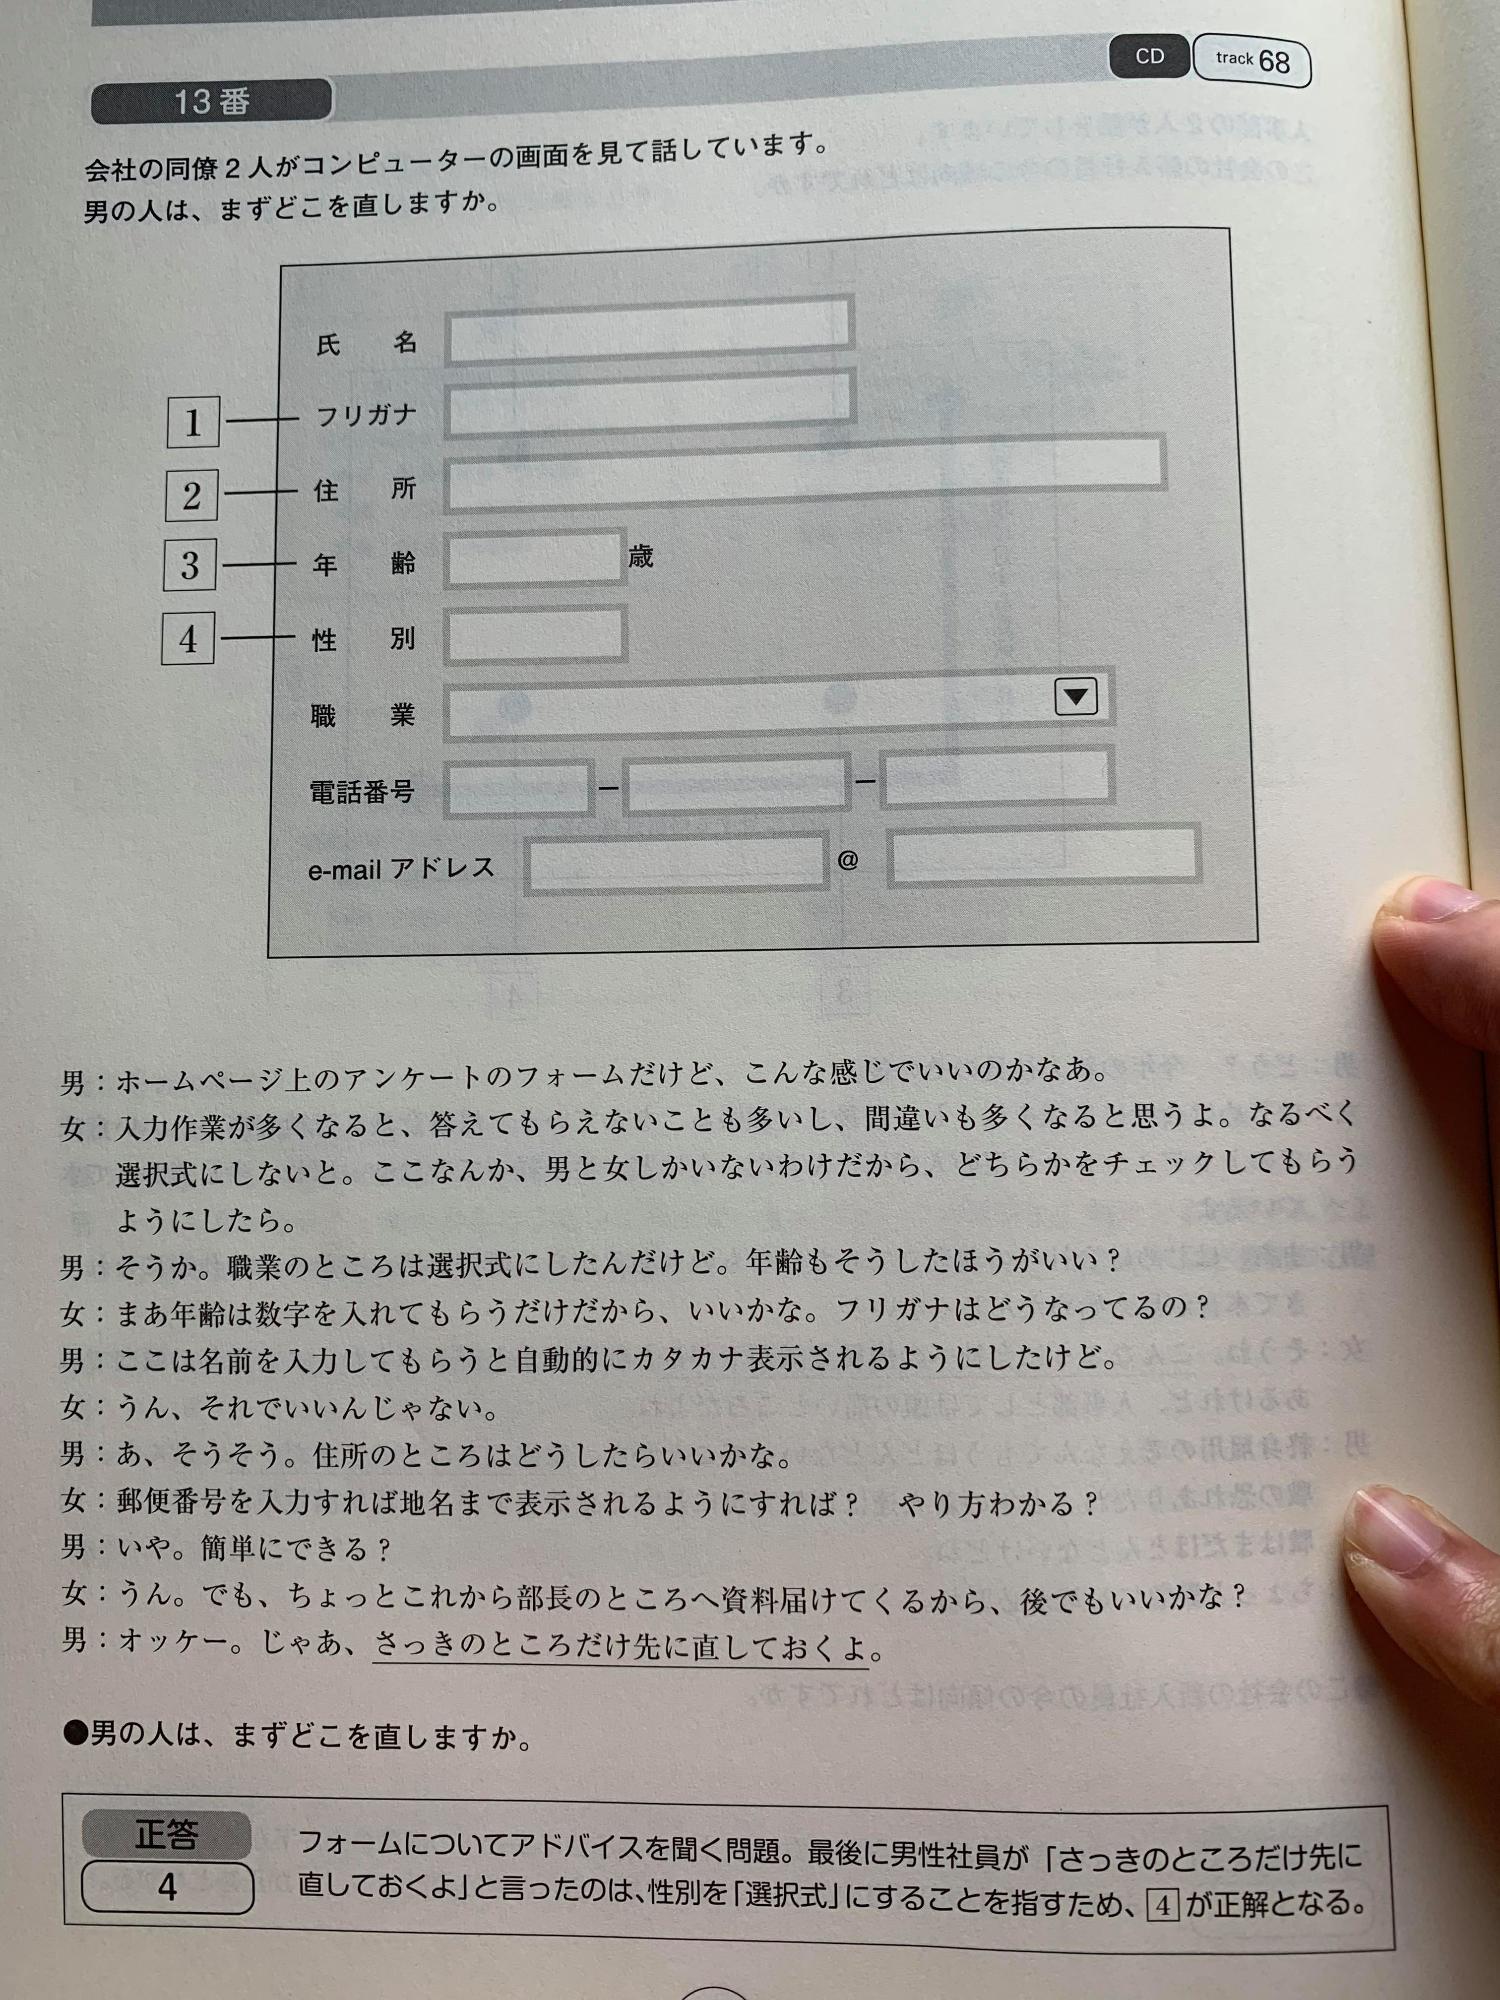 CD track 68
13番
会社の同僚2人がコンピューターの画面を見て話しています。
男の人は、まずどこを直しますか。
氏 名
1 フリガナ
2 住 所
3 年 齢 歳
4 性 別
職 業 ▼
電話番号 ー ー
e-mail アドレス @
男：ホームページ上のアンケートのフォームだけど、こんな感じでいいのかなあ。
女：入力作業が多くなると、答えてもらえないことも多いし、間違いも多くなると思うよ。なるべく
選択式にしないと。ここなんか、男と女しかいないわけだから、どちらかをチェックしてもらう
ようにしたら。
男：そうか。職業のところは選択式にしたんだけど。年齢もそうしたほうがいい？
女：まあ年齢は数字を入れてもらうだけだから、いいかな。フリガナはどうなってるの？
男：ここは名前を入力してもらうと自動的にカタカナ表示されるようにしたけど。
女：うん、それでいいんじゃない。
男：あ、そうそう。住所のところはどうしたらいいかな。
女：郵便番号を入力すれば地名まで表示されるようにすれば？　やり方わかる？
男：いや。簡単にできる？
女：うん。でも、ちょっとこれから部長のところへ資料届けてくるから、後でもいいかな？
男：オッケー。じゃあ、さっきのところだけ先に直しておくよ。
●男の人は、まずどこを直しますか。
正答
4
フォームについてアドバイスを聞く問題。最後に男性社員が「さっきのところだけ先に
直しておくよ」と言ったのは、性別を「選択式」にすることを指すため、4が正解となる。